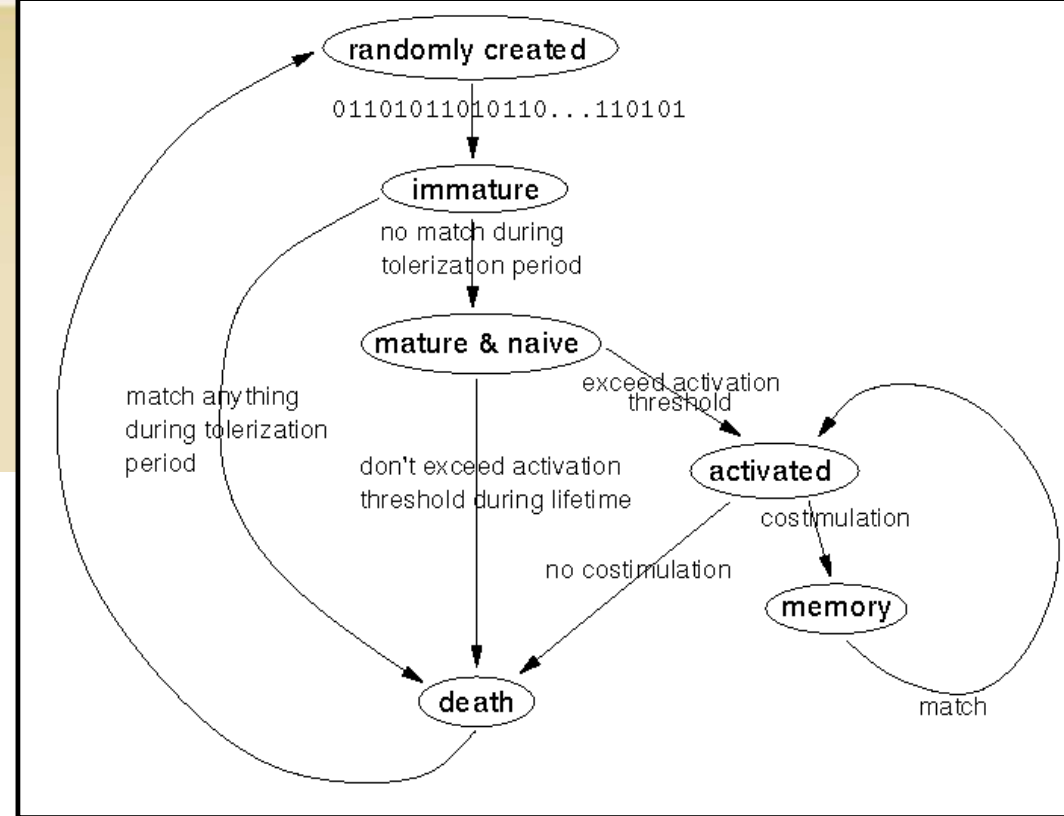 randomly created
01101011010110...110101
immature
no match during
tolerization period
mature & naive
exceed activation
threshold
match anything
during tolerization
period
don't exceed activation
threshold during lifetime
activated
costimulation
no costimulation
memory
death
match